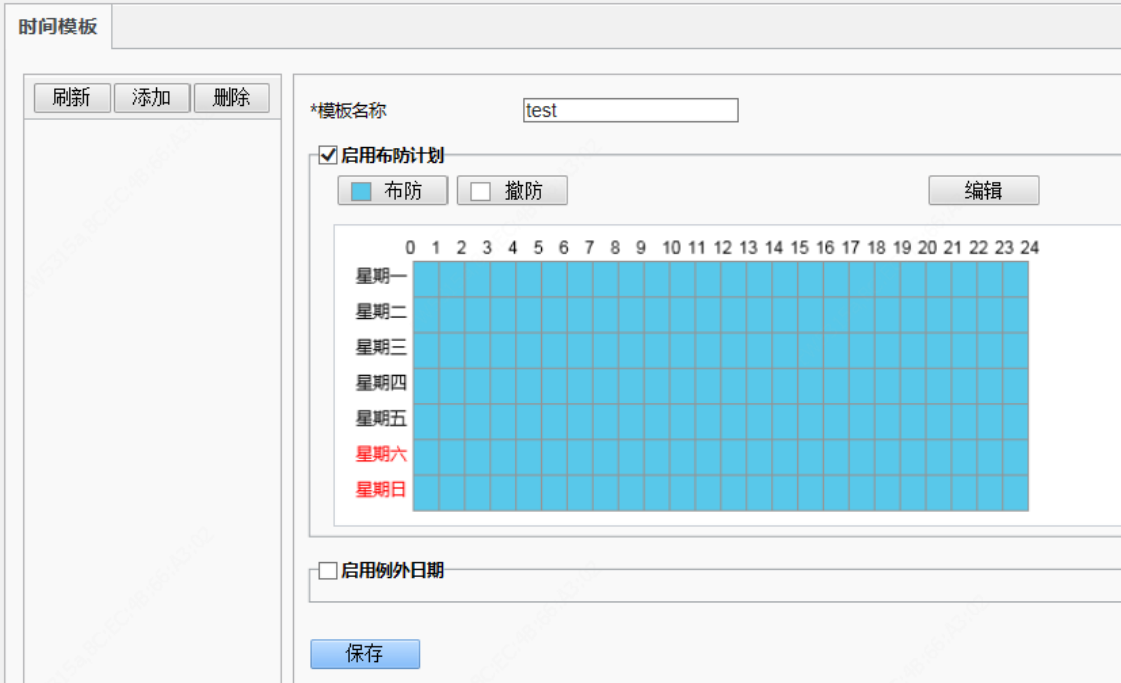 时间模板
刷新 添加 删除
*模板名称 test
启用布防计划
布防 撤防 编辑
0 1 2 3 4 5 6 7 8 9 10 11 12 13 14 15 16 17 18 19 20 21 22 23 24
星期一
星期二
星期三
星期四
星期五
星期六
星期日
启用例外日期
保存